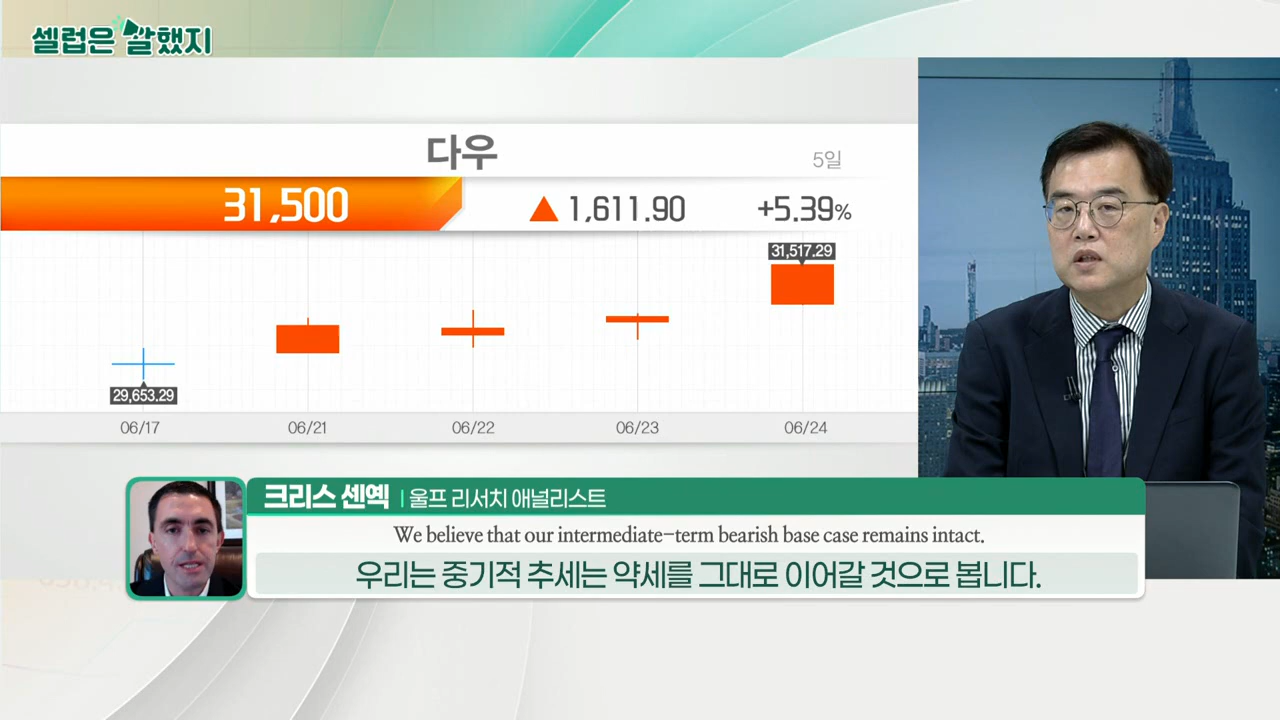 셀럽은 말했지
다우
5일
31,500 ▲ 1,611.90 +5.39%
31,517.29
29,653.29
06/17 06/21 06/22 06/23 06/24
크리스 센엑 | 울프 리서치 애널리스트
We believe that our intermediate-term bearish base case remains intact.
우리는 중기적 추세는 약세를 그대로 이어갈 것으로 봅니다.